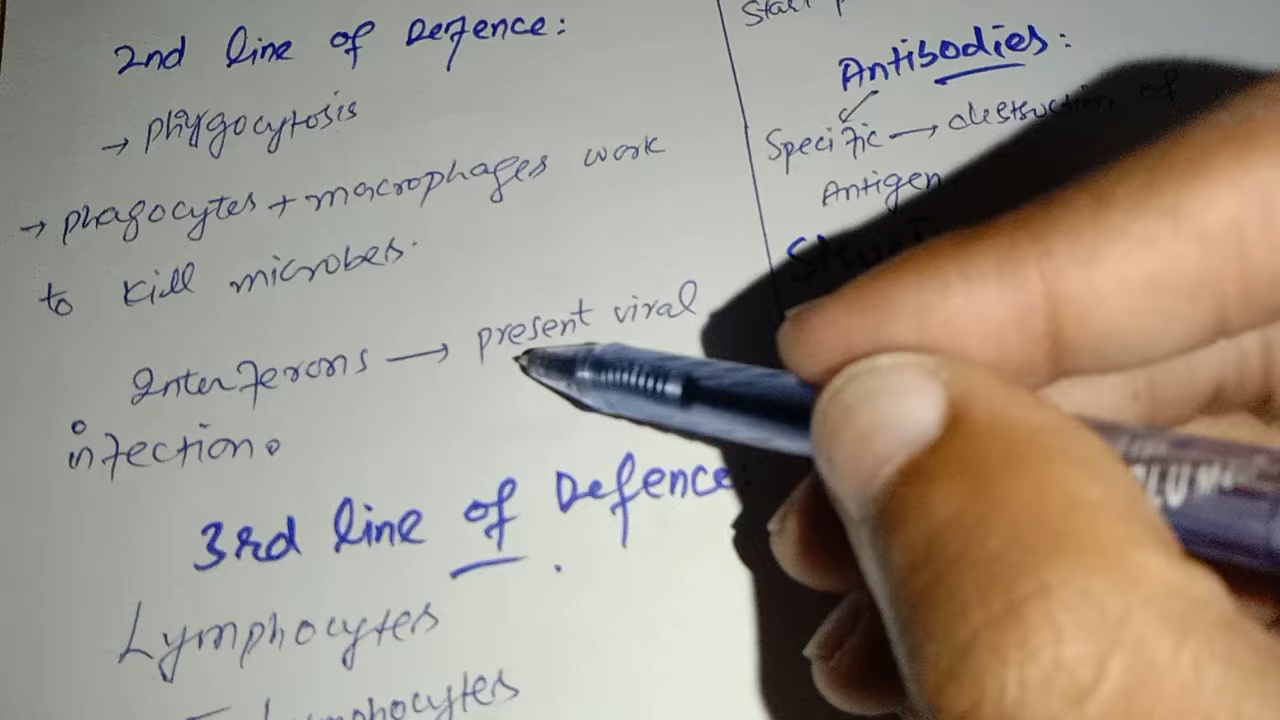 2nd line of Defence:
→ phygocytosis
→ phagocytes + macrophages work
to kill microbes.
Interferons → present viral
infection.
3rd line of Defence:
Lymphocytes
lymphocytes
Antibodies:
Specific → destruction of
Antigen